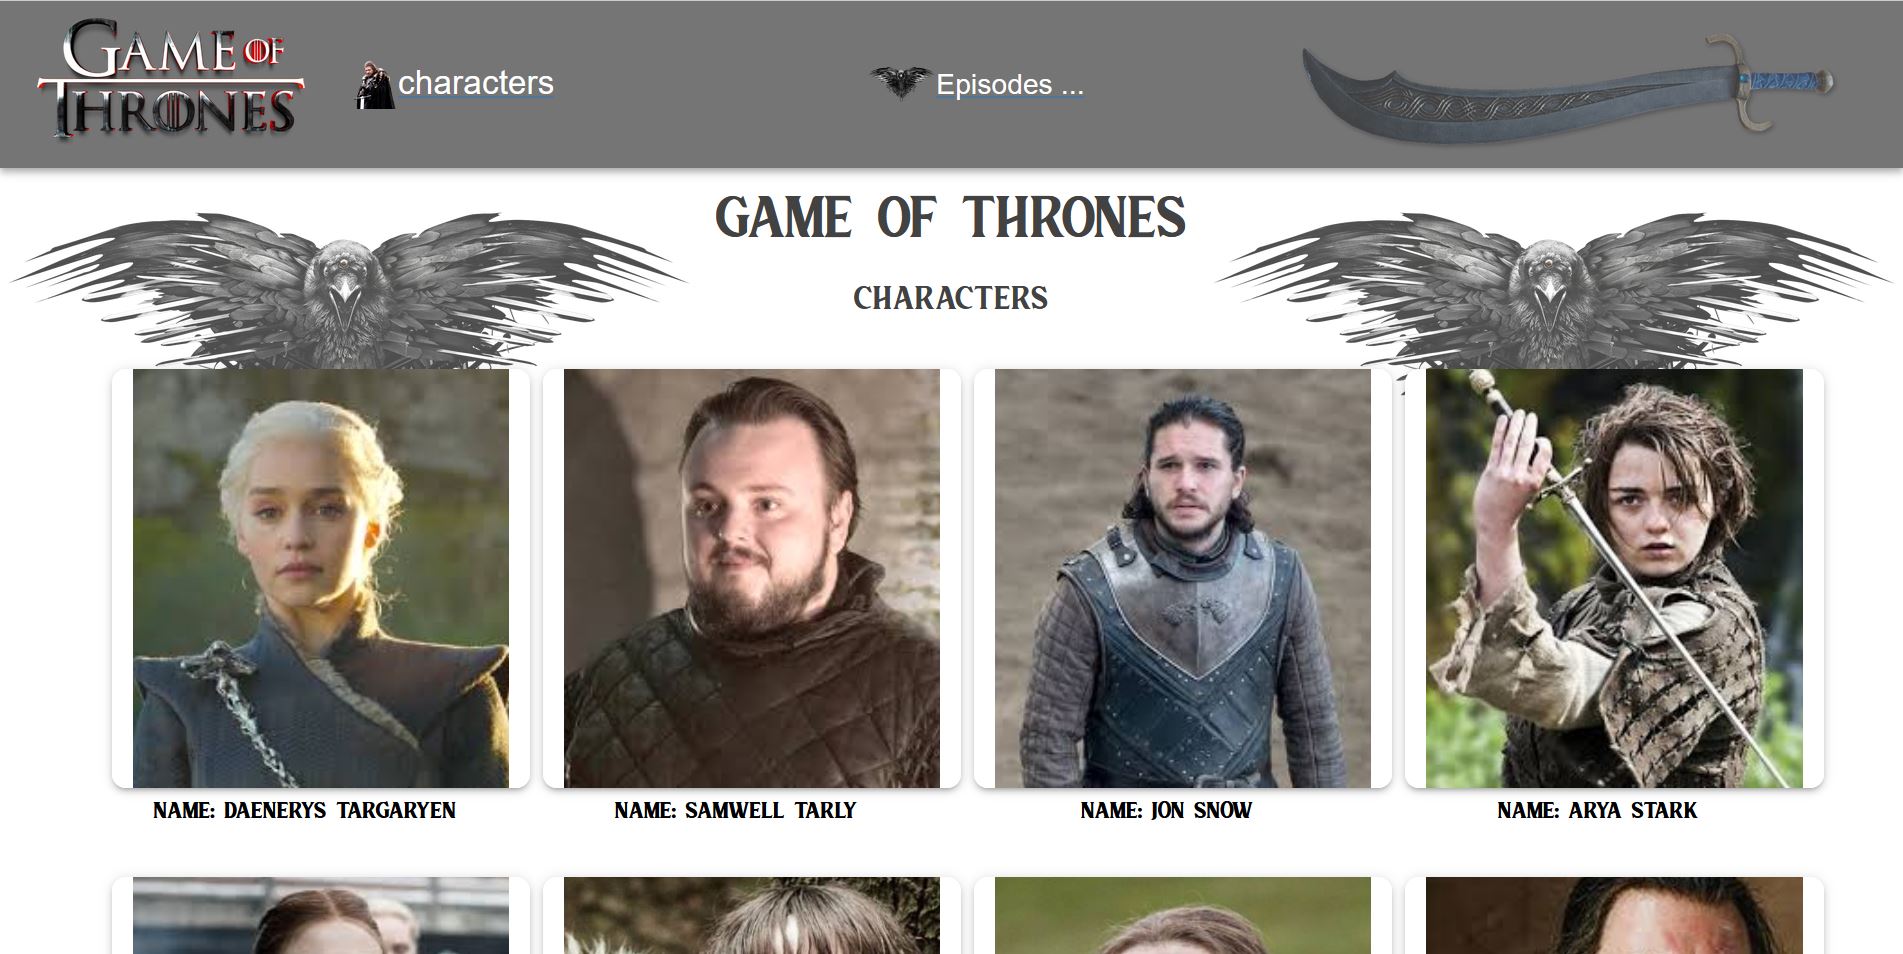 GAME OF
THRONES
characters
Episodes ...
GAME OF THRONES
CHARACTERS
NAME: DAENERYS TARGARYEN
NAME: SAMWELL TARLY
NAME: JON SNOW
NAME: ARYA STARK